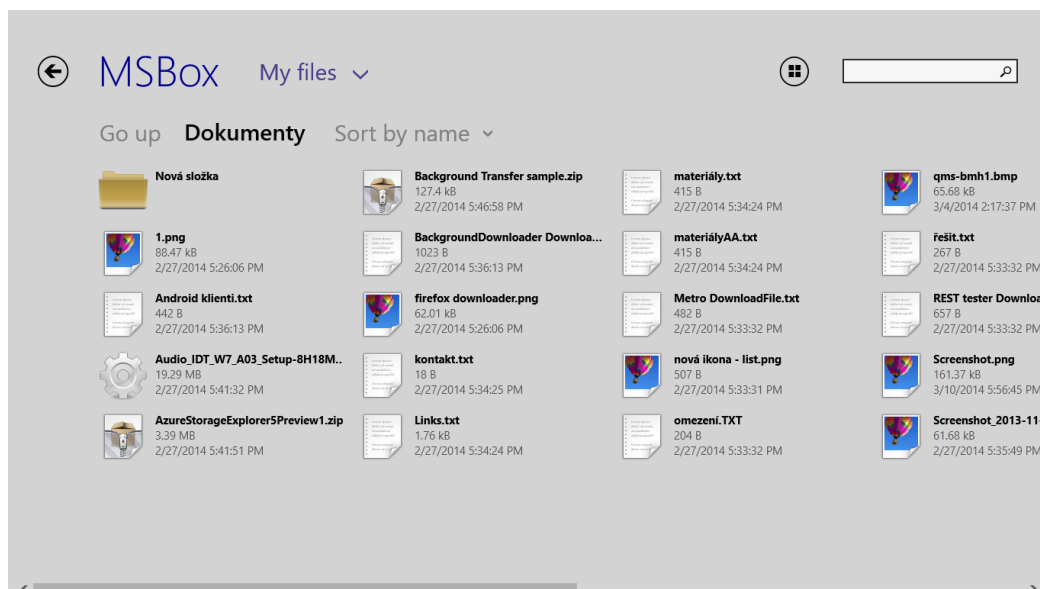 MSBox My files
Go up Dokumenty Sort by name
Nová složka
1.png
88.47 kB
2/27/2014 5:26:06 PM
Android klienti.txt
442 B
2/27/2014 5:36:13 PM
Audio_IDT_W7_A03_Setup-8H18M..
19.29 MB
2/27/2014 5:41:32 PM
AzureStorageExplorer5Preview1.zip
3.39 MB
2/27/2014 5:41:51 PM
Background Transfer sample.zip
127.4 kB
2/27/2014 5:46:58 PM
BackgroundDownloader Downloa...
1023 B
2/27/2014 5:36:13 PM
firefox downloader.png
62.01 kB
2/27/2014 5:26:06 PM
kontakt.txt
18 B
2/27/2014 5:34:25 PM
Links.txt
1.76 kB
2/27/2014 5:34:24 PM
materiály.txt
415 B
2/27/2014 5:34:24 PM
materiályAA.txt
415 B
2/27/2014 5:34:24 PM
Metro DownloadFile.txt
482 B
2/27/2014 5:33:32 PM
nová ikona - list.png
507 B
2/27/2014 5:33:31 PM
omezení.TXT
204 B
2/27/2014 5:33:32 PM
qms-bmh1.bmp
65.68 kB
3/4/2014 2:17:37 PM
řešit.txt
267 B
2/27/2014 5:33:32 PM
REST tester Downloa
657 B
2/27/2014 5:33:32 PM
Screenshot.png
161.37 kB
3/10/2014 5:56:45 PM
Screenshot_2013-11
61.68 kB
2/27/2014 5:35:49 PM